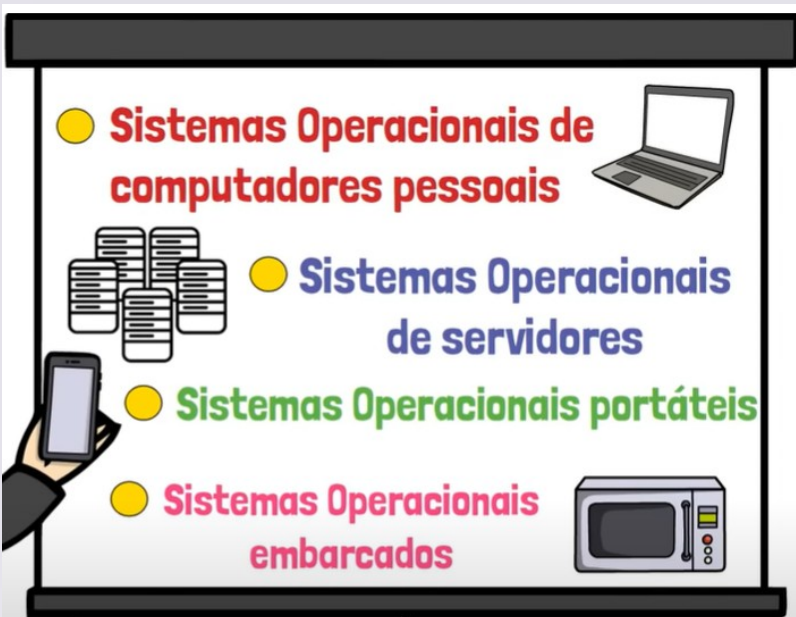 Sistemas Operacionais de
computadores pessoais
Sistemas Operacionais
de servidores
Sistemas Operacionais portáteis
Sistemas Operacionais
embarcados